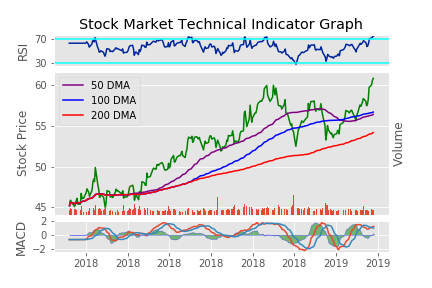 Stock Market Technical Indicator Graph
RSI
70
30
50 DMA
100 DMA
200 DMA
Stock Price
60
55
50
45
Volume
MACD
2
0
−2
2018
2018
2018
2018
2018
2018
2019
2019